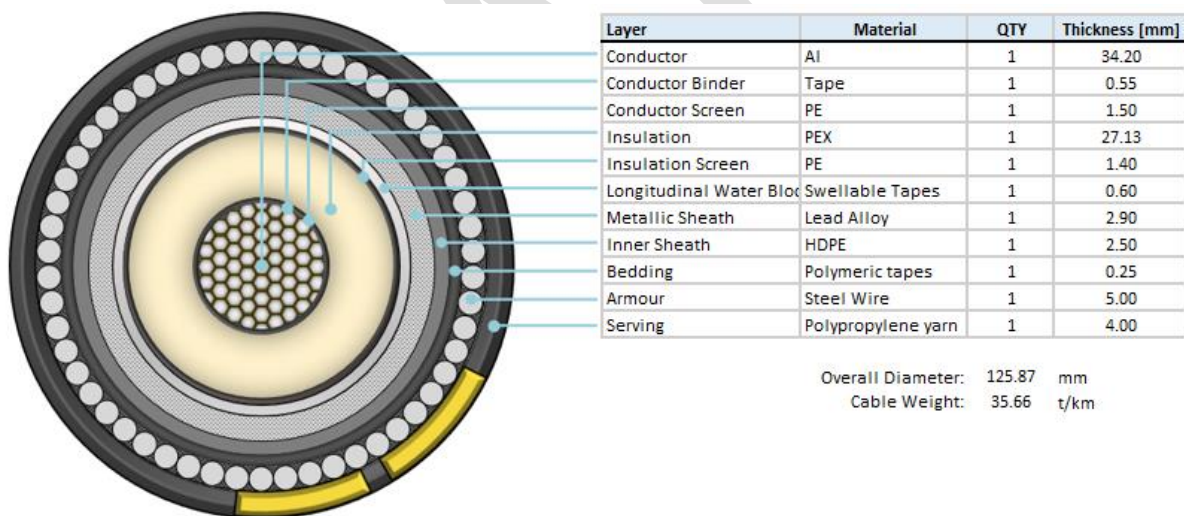 Layer Material QTY Thickness [mm]
Conductor Al 1 34.20
Conductor Binder Tape 1 0.55
Conductor Screen PE 1 1.50
Insulation PEX 1 27.13
Insulation Screen PE 1 1.40
Longitudinal Water Bloc Swellable Tapes 1 0.60
Metallic Sheath Lead Alloy 1 2.90
Inner Sheath HDPE 1 2.50
Bedding Polymeric tapes 1 0.25
Armour Steel Wire 1 5.00
Serving Polypropylene yarn 1 4.00
Overall Diameter: 125.87 mm
Cable Weight: 35.66 t/km